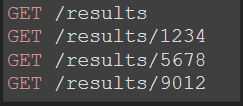 GET /results
GET /results/1234
GET /results/5678
GET /results/9012